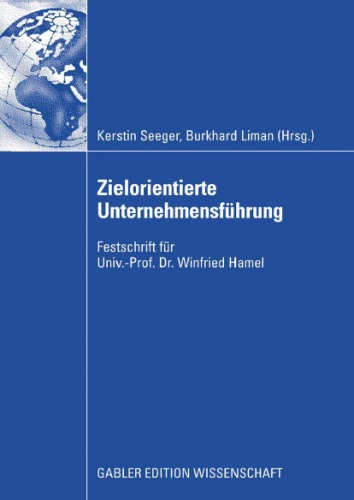 Kerstin Seeger, Burkhard Liman (Hrsg.)
Zielorientierte
Unternehmensführung
Festschrift für
Univ.-Prof. Dr. Winfried Hamel
GABLER EDITION WISSENSCHAFT